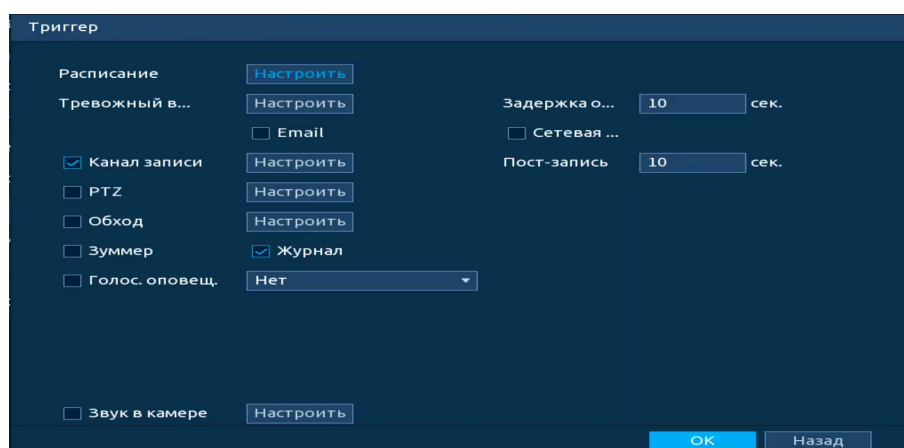 Триггер
Расписание Настроить
Тревожный в... Настроить Задержка о... 10 сек.
Email Сетевая ...
Канал записи Настроить Пост-запись 10 сек.
PTZ Настроить
Обход Настроить
Зуммер Журнал
Голос. оповещ. Нет
Звук в камере Настроить
OK Назад